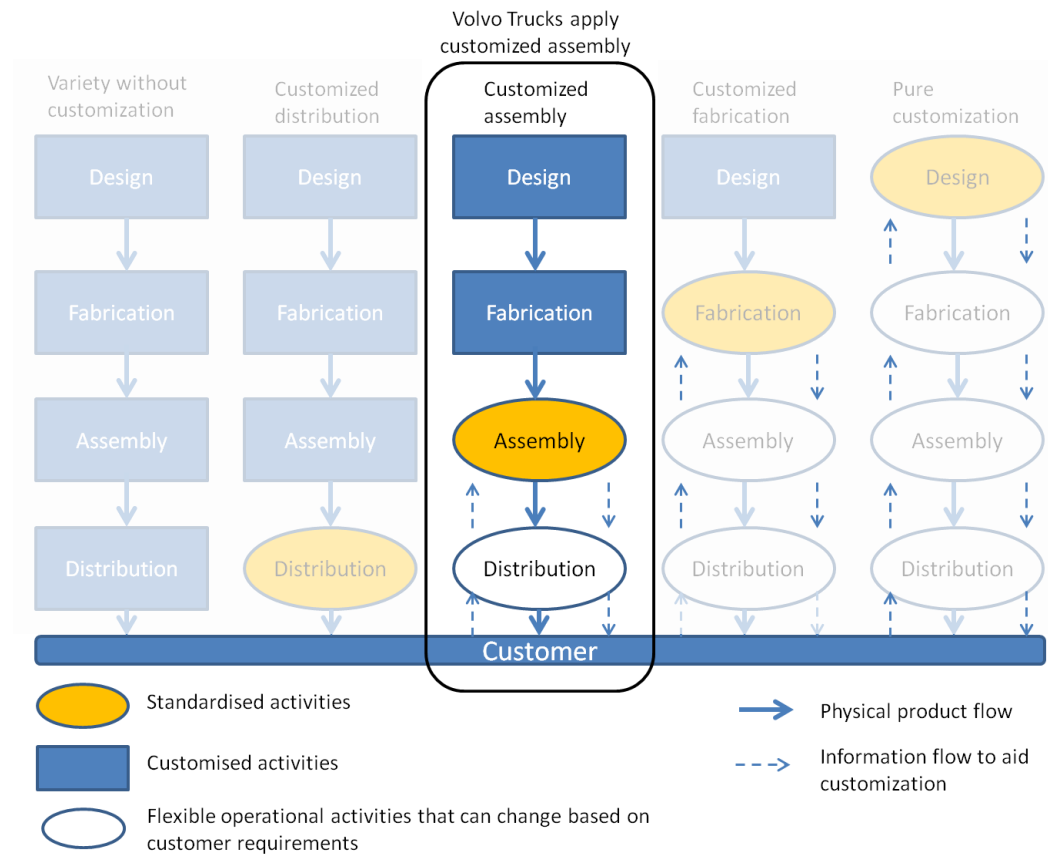 Volvo Trucks apply
customized assembly
Variety without
customization
Customized
distribution
Customized
assembly
Customized
fabrication
Pure
customization
Design
Design
Design
Design
Design
Fabrication
Fabrication
Fabrication
Fabrication
Fabrication
Assembly
Assembly
Assembly
Assembly
Assembly
Distribution
Distribution
Distribution
Distribution
Distribution
Customer
Standardised activities
Customised activities
Flexible operational activities that can change based on
customer requirements
Physical product flow
Information flow to aid
customization